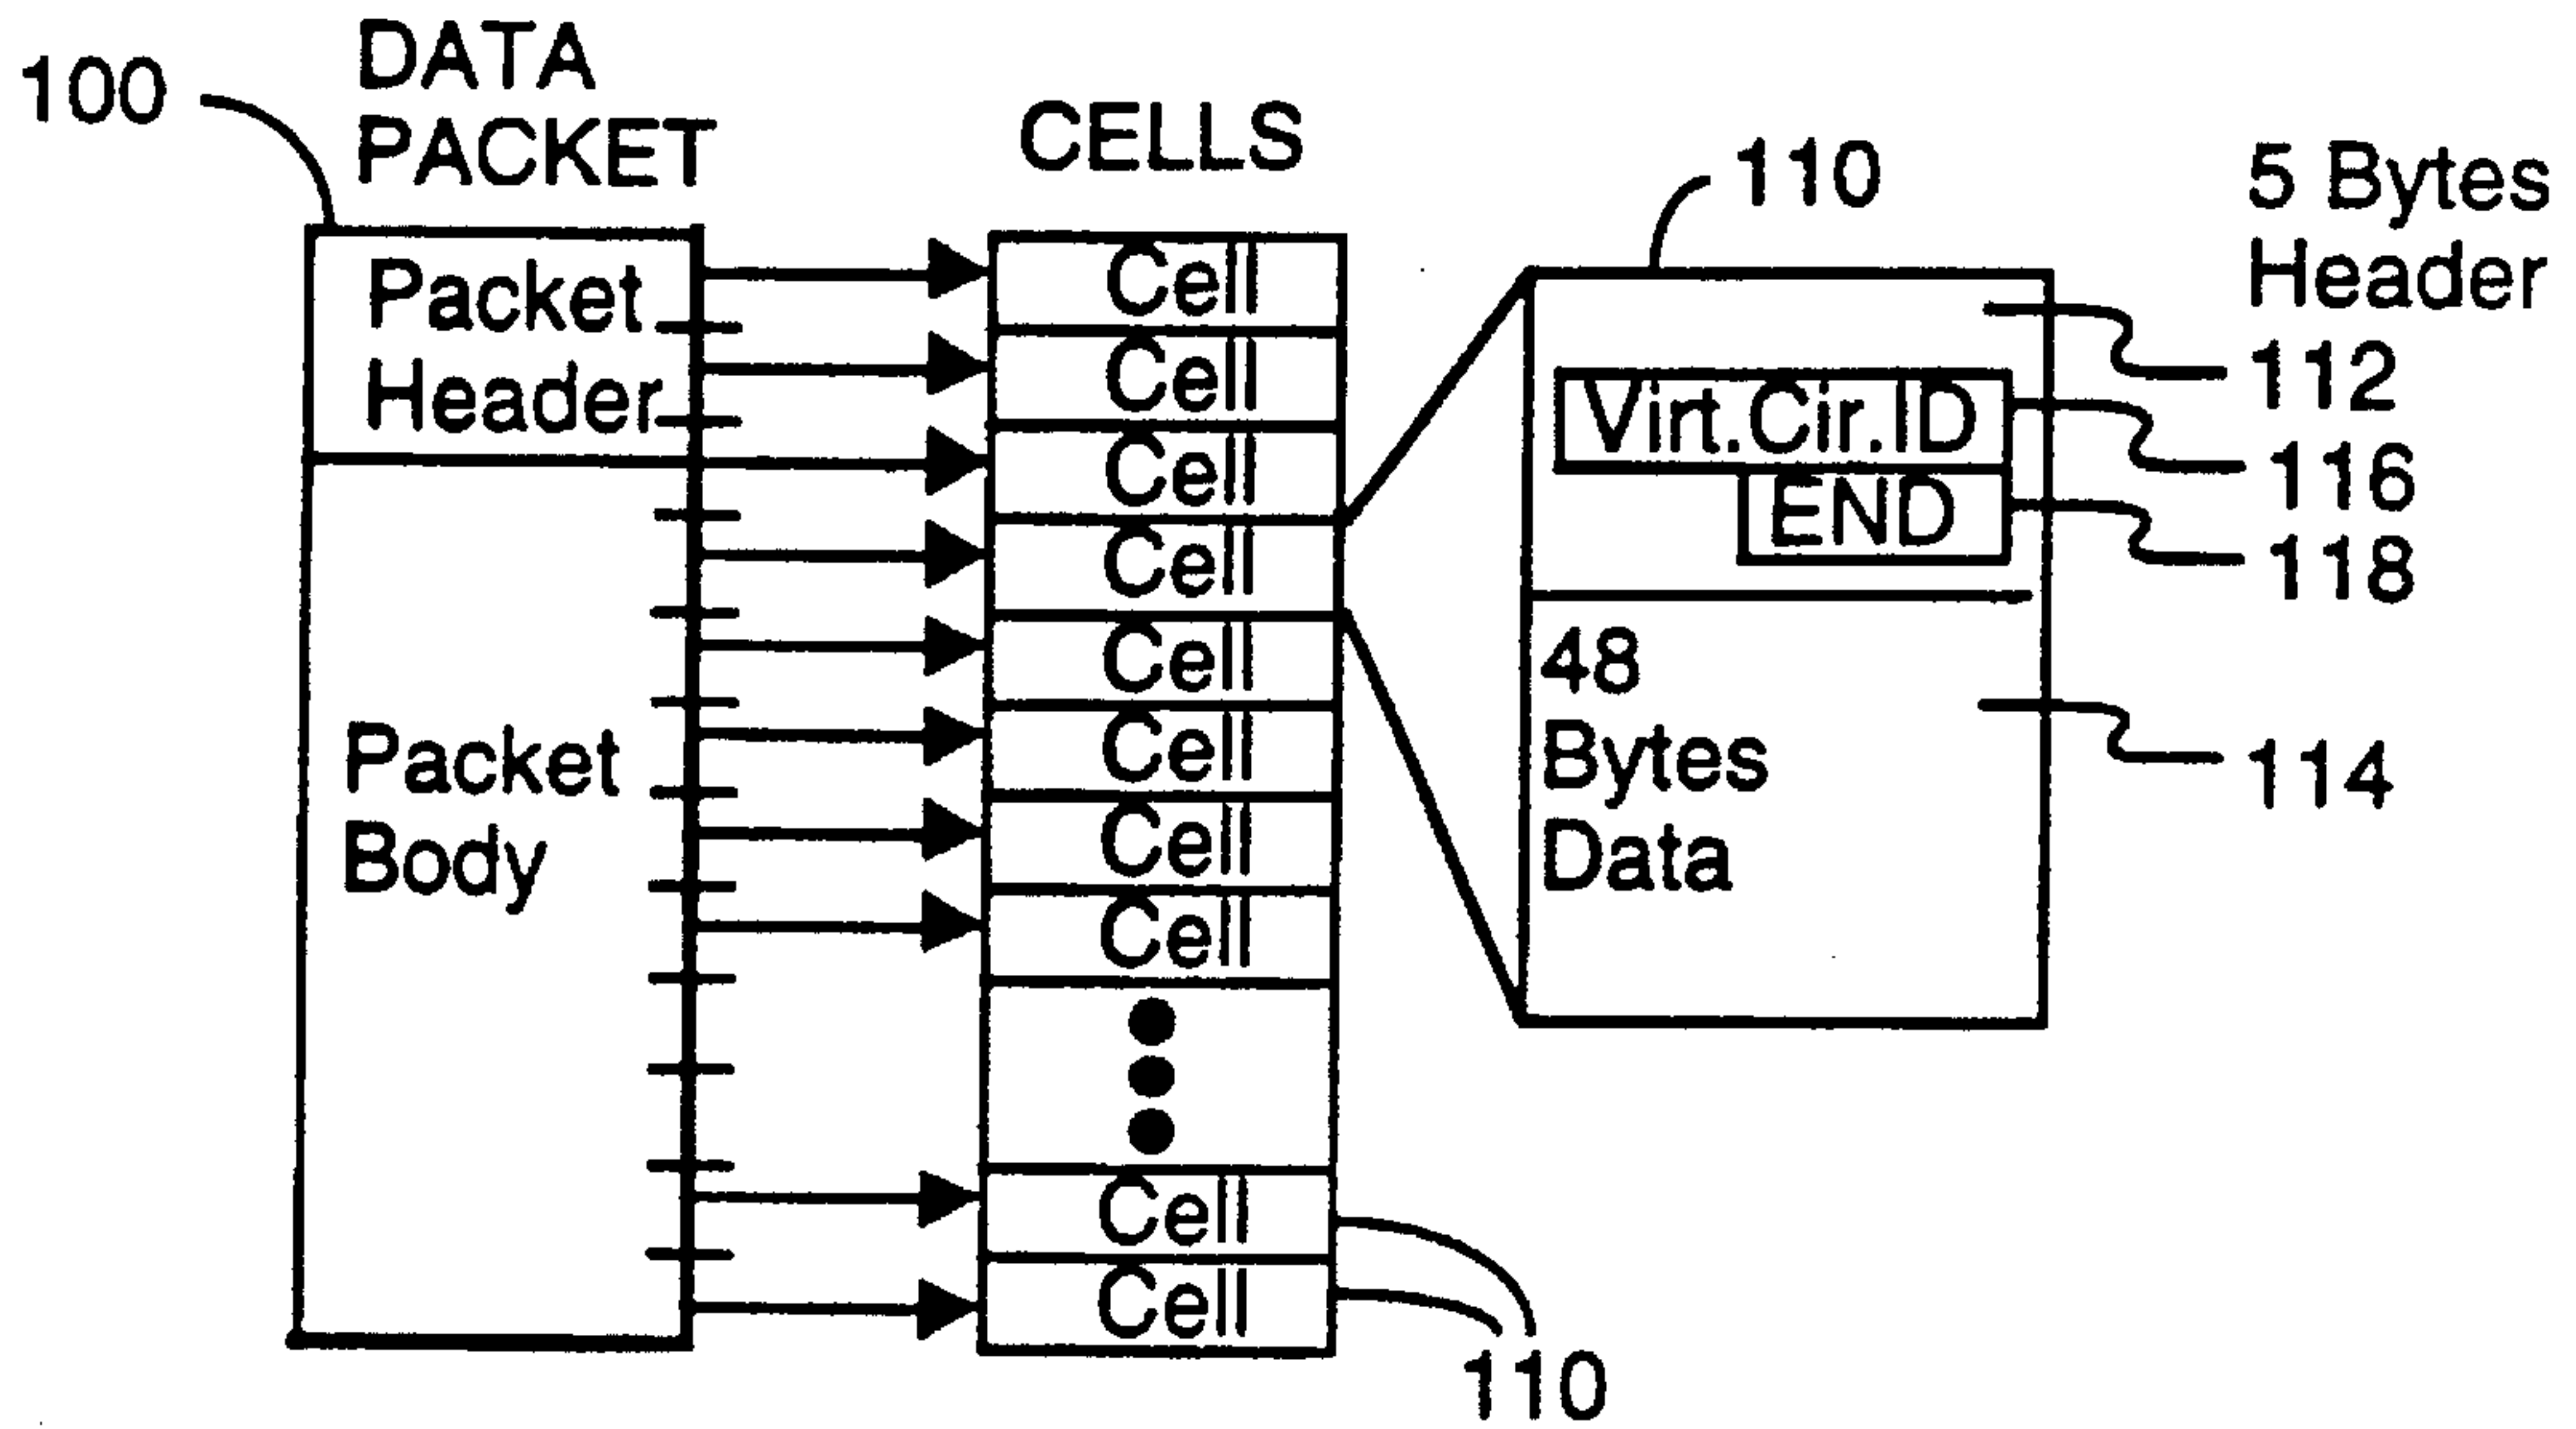 100
DATA
PACKET
CELLS
Packet
Header
Packet
Body
Cell
Cell
Cell
Cell
Cell
Cell
Cell
Cell
Cell
Cell
110
110
5 Bytes
Header
112
Virt.Cir.ID
116
END
118
48
Bytes
Data
114